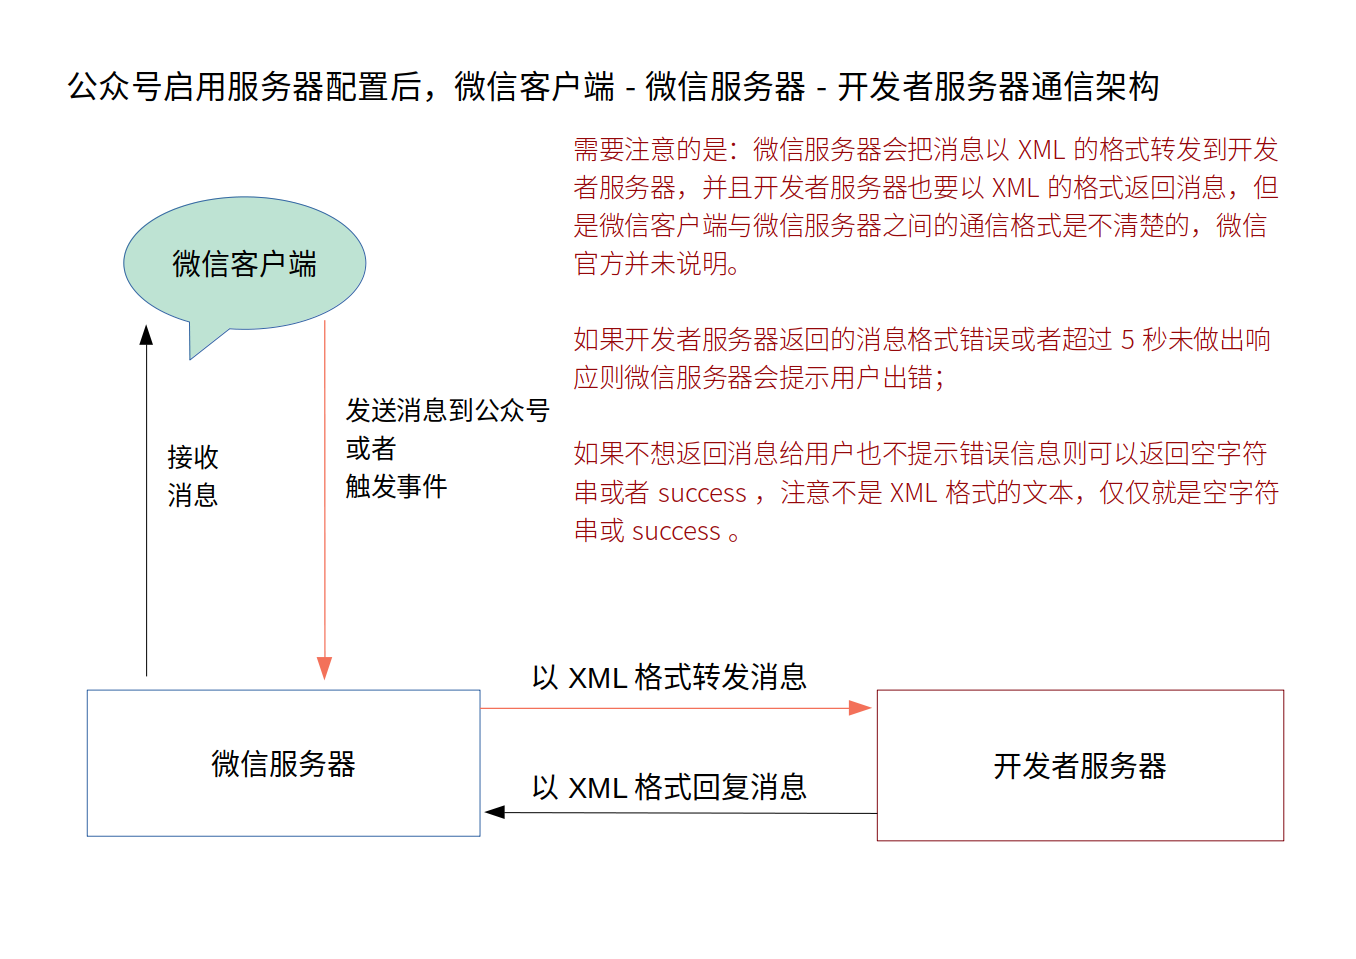 公众号启用服务器配置后，微信客户端 - 微信服务器 - 开发者服务器通信架构
需要注意的是：微信服务器会把消息以 XML 的格式转发到开发
者服务器，并且开发者服务器也要以 XML 的格式返回消息，但
是微信客户端与微信服务器之间的通信格式是不清楚的，微信
官方并未说明。
如果开发者服务器返回的消息格式错误或者超过 5 秒未做出响
应则微信服务器会提示用户出错；
如果不想返回消息给用户也不提示错误信息则可以返回空字符
串或者 success ，注意不是 XML 格式的文本，仅仅就是空字符
串或 success 。
微信客户端
发送消息到公众号
或者
触发事件
接收
消息
以 XML 格式转发消息
微信服务器
开发者服务器
以 XML 格式回复消息